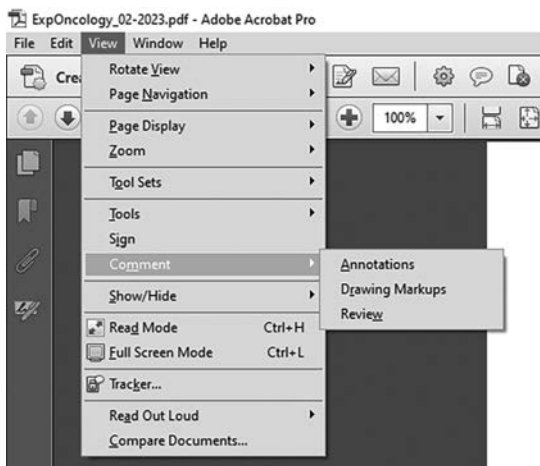 ExpOncology_02-2023.pdf - Adobe Acrobat Pro
File Edit View Window Help
Crea
100%
Rotate View
Page Navigation
Page Display
Zoom
Tool Sets
Tools
Sign
Comment
Annotations
Drawing Markups
Review
Show/Hide
Read Mode Ctrl+H
Full Screen Mode Ctrl+L
Tracker...
Read Out Loud
Compare Documents...